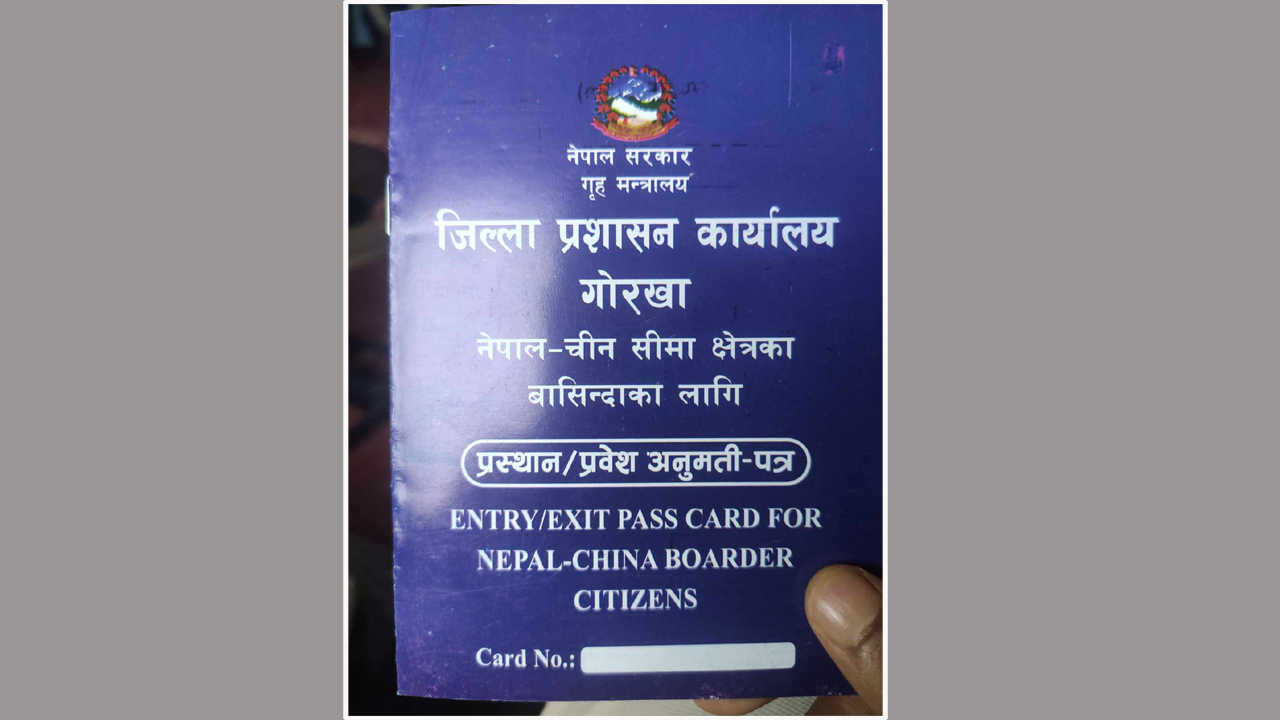 नेपाल सरकार
गृह मन्त्रालय
जिल्ला प्रशासन कार्यालय
गोरखा
नेपाल-चीन सीमा क्षेत्रका
बासिन्दाका लागि
प्रस्थान/प्रवेश अनुमती-पत्र
ENTRY/EXIT PASS CARD FOR
NEPAL-CHINA BOARDER
CITIZENS
Card No.: